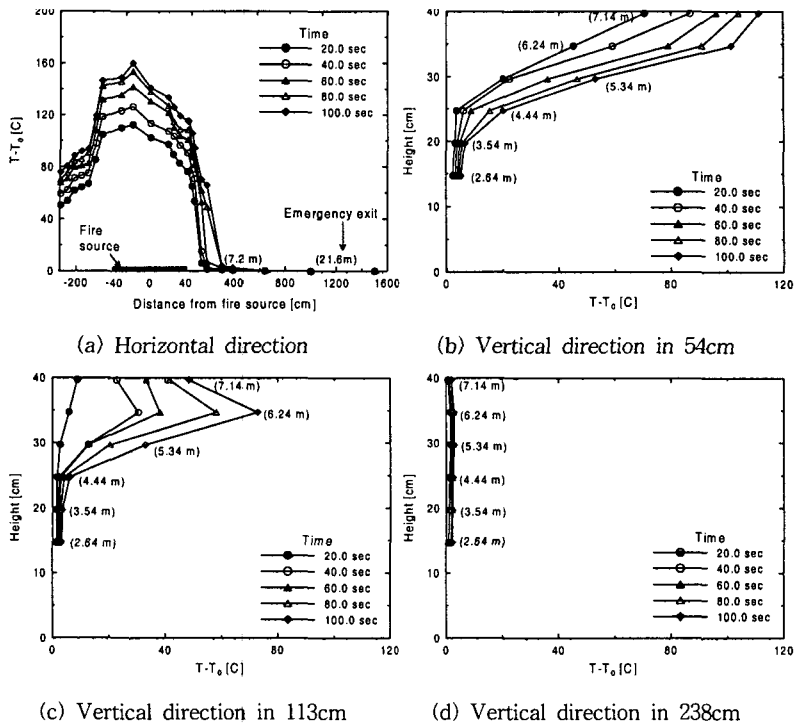 200
160
120
80
40
0
T-T₀ [C]
Time
20.0 sec
40.0 sec
60.0 sec
80.0 sec
100.0 sec
Fire
source
Emergency exit
(7.2 m)
(21.6m)
-200 -40 0 20 40 400 800 1200 1600
Distance from fire source [cm]
(a) Horizontal direction
40
30
20
10
0
Height [cm]
(7.14 m)
(6.24 m)
(5.34 m)
(4.44 m)
(3.54 m)
(2.64 m)
Time
20.0 sec
40.0 sec
60.0 sec
80.0 sec
100.0 sec
0 40 80 120
T-T₀ [C]
(b) Vertical direction in 54cm
40
30
20
10
0
Height [cm]
(7.14 m)
(6.24 m)
(5.34 m)
(4.44 m)
(3.54 m)
(2.64 m)
Time
20.0 sec
40.0 sec
60.0 sec
80.0 sec
100.0 sec
0 40 80 120
T-T₀ [C]
(c) Vertical direction in 113cm
40
30
20
10
0
Height [cm]
(7.14 m)
(6.24 m)
(5.34 m)
(4.44 m)
(3.54 m)
(2.64 m)
Time
20.0 sec
40.0 sec
60.0 sec
80.0 sec
100.0 sec
0 40 80 120
T-T₀ [C]
(d) Vertical direction in 238cm